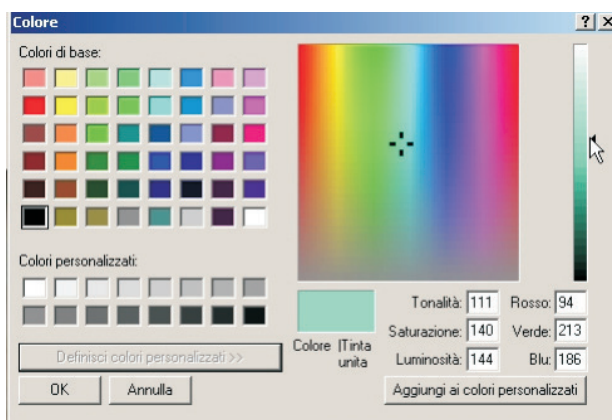 Colore
Colori di base:
Colori personalizzati:
Definisci colori personalizzati >>
OK Annulla
Colore |Tinta
unita
Tonalità: 111 Rosso: 94
Saturazione: 140 Verde: 213
Luminosità: 144 Blu: 186
Aggiungi ai colori personalizzati